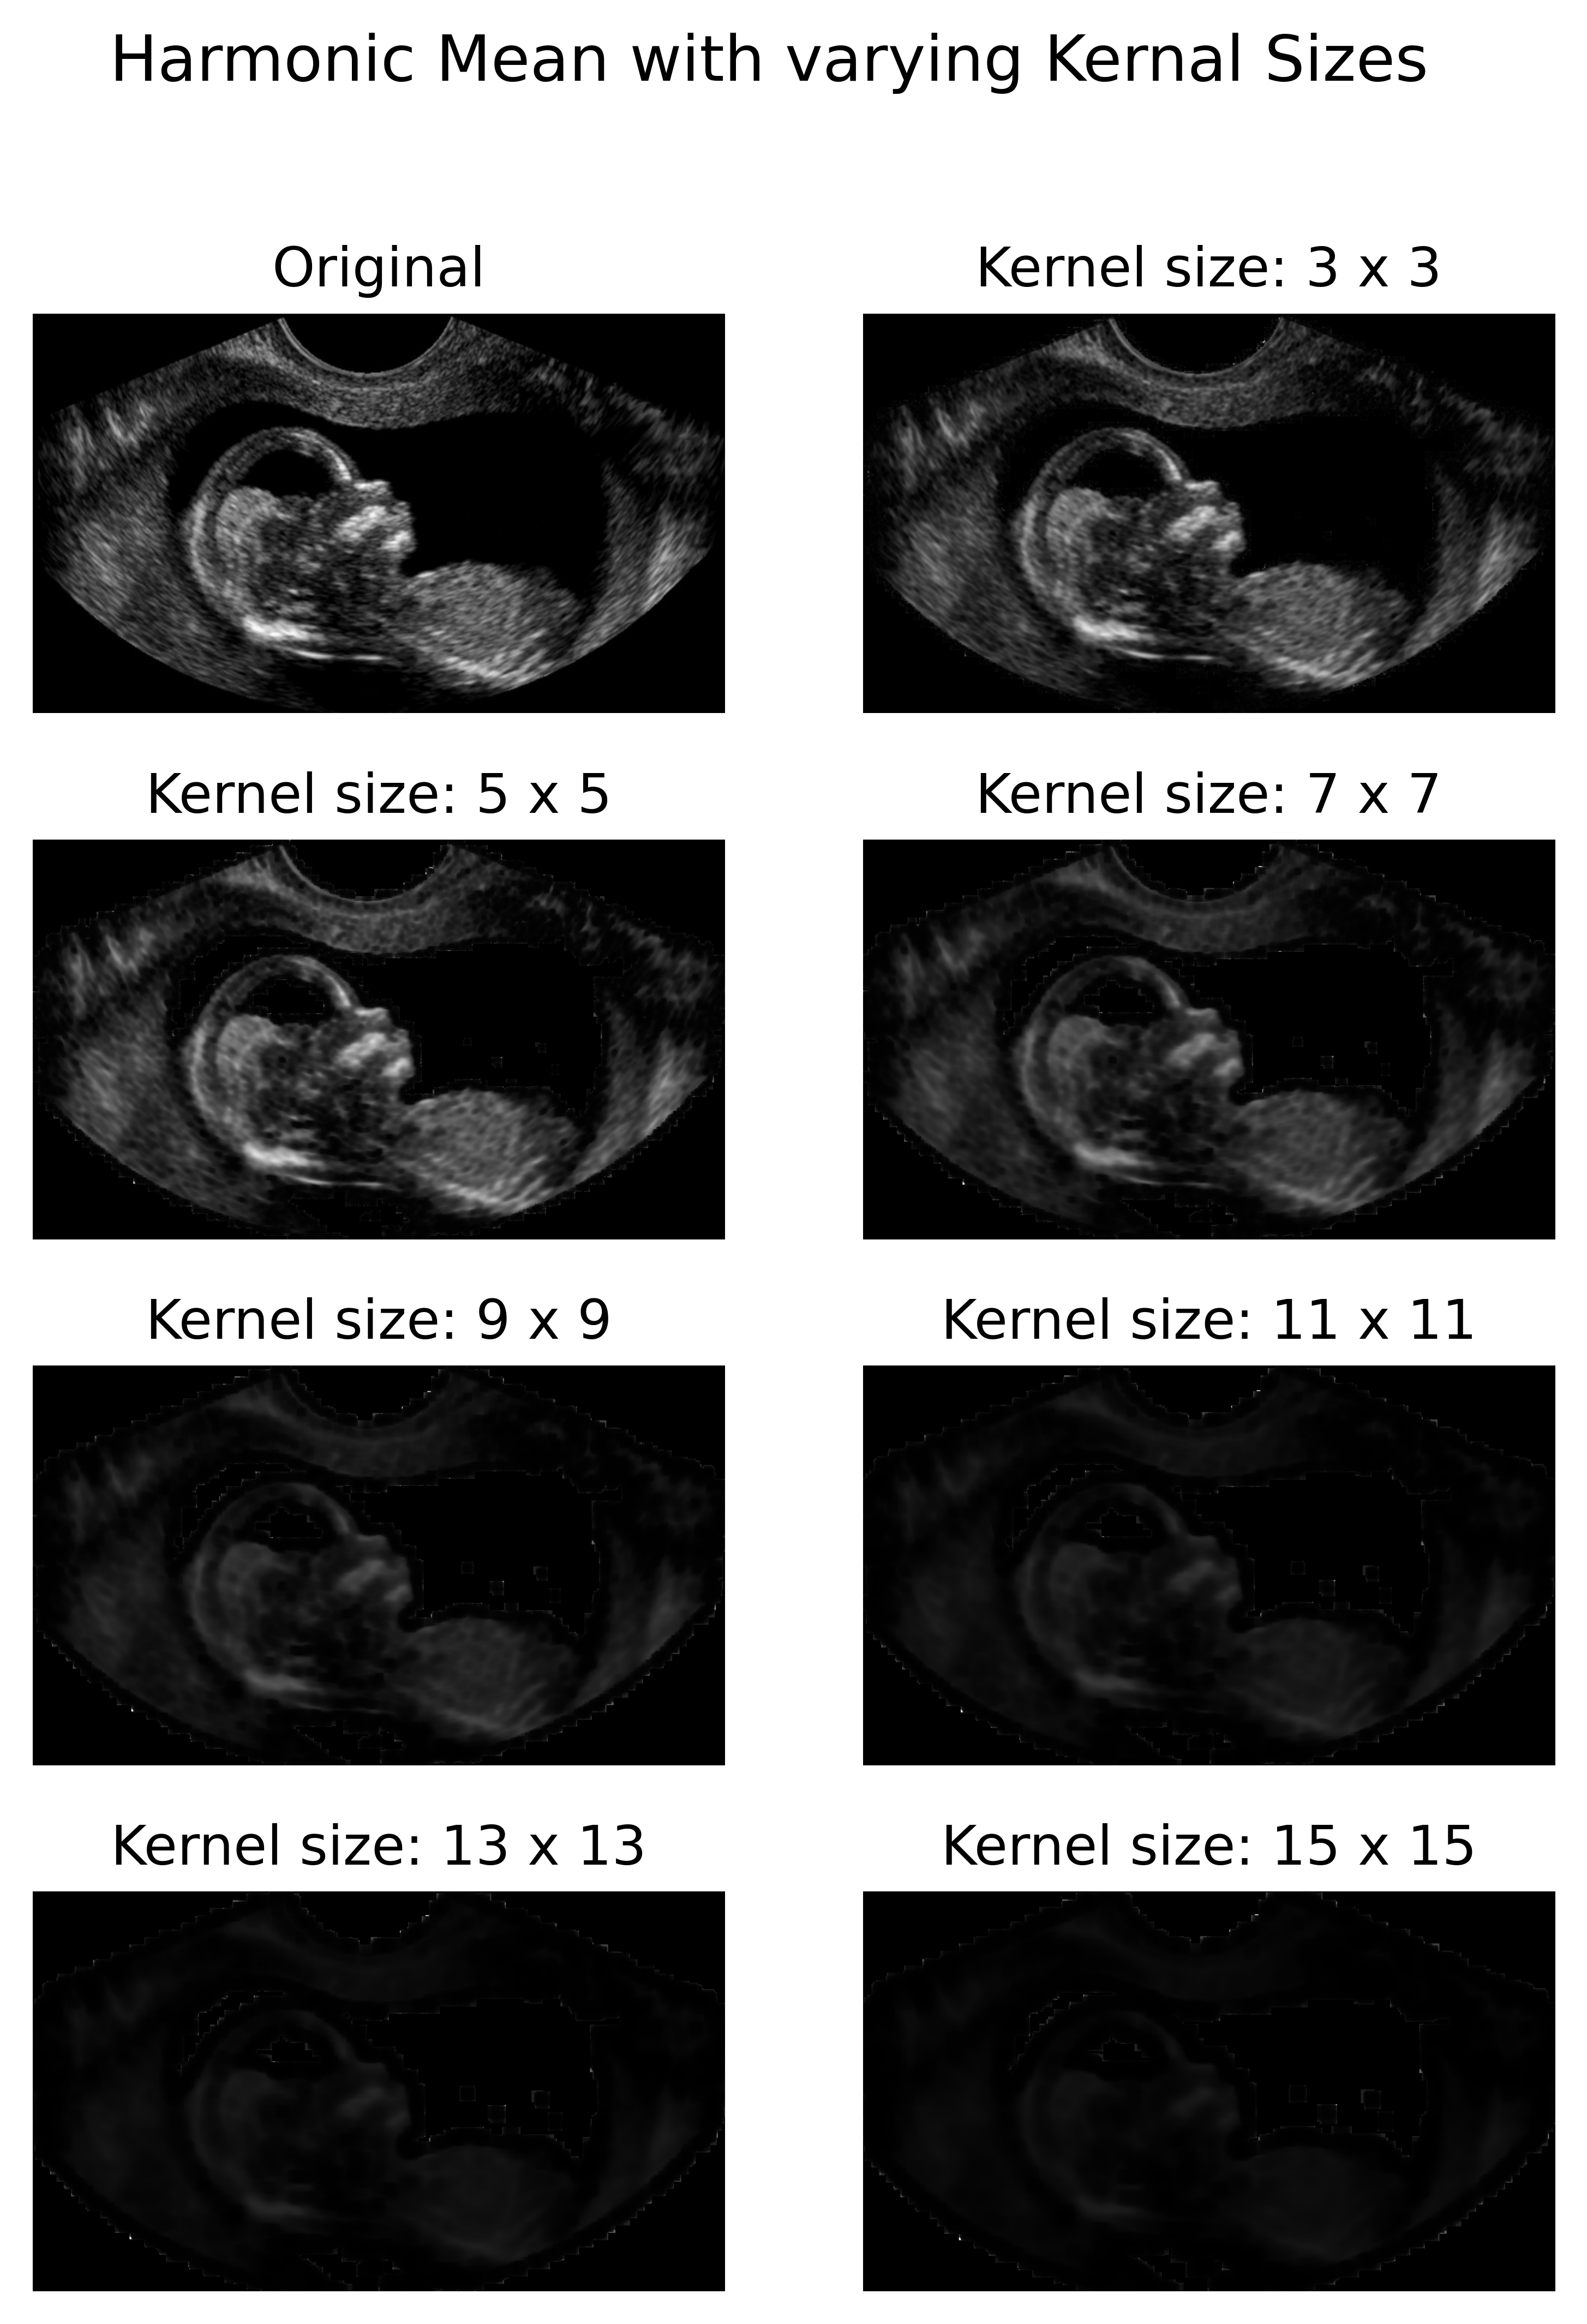 Harmonic Mean with varying Kernal Sizes
Original
Kernel size: 3 x 3
Kernel size: 5 x 5
Kernel size: 7 x 7
Kernel size: 9 x 9
Kernel size: 11 x 11
Kernel size: 13 x 13
Kernel size: 15 x 15